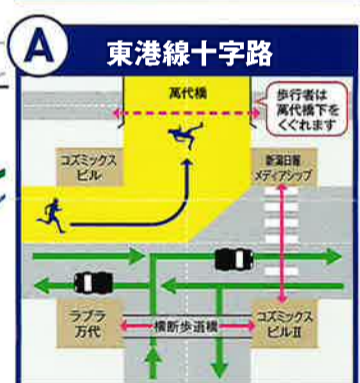 A
東港線十字路
萬代橋
歩行者は
萬代橋下を
くぐれます
コズミックス
ビル
新潟日報
メディアシップ
ラブラ
万代
横断歩道橋
コズミックス
ビルⅡ